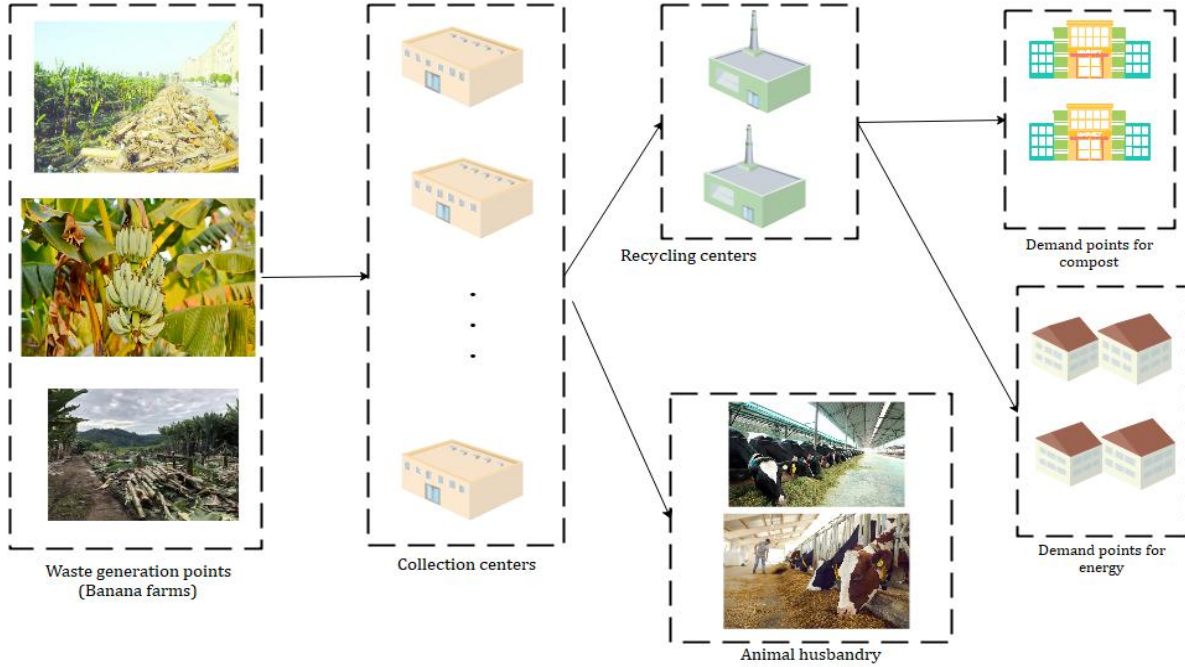 Waste generation points
(Banana farms)
Collection centers
Recycling centers
Animal husbandry
Demand points for
compost
Demand points for
energy